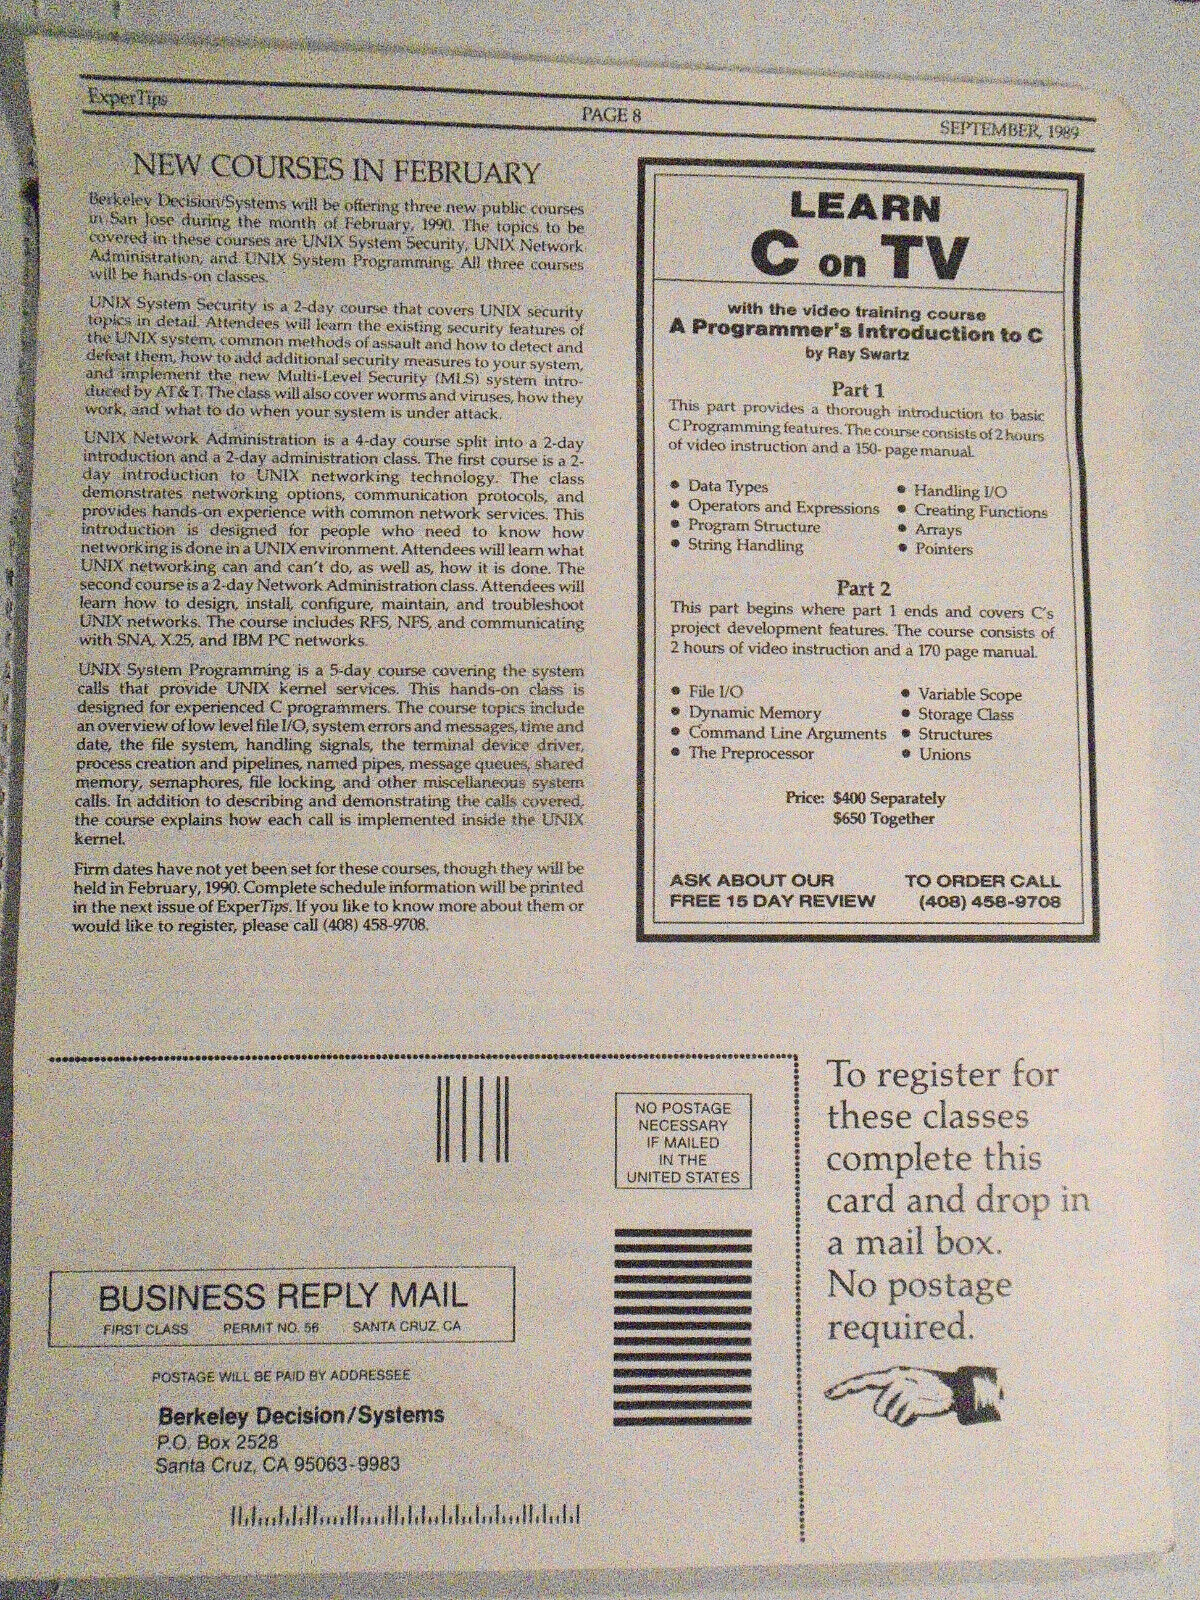 ExperTips
PAGE 8
SEPTEMBER, 1989
NEW COURSES IN FEBRUARY
Berkeley Decision/Systems will be offering three new public courses
in San Jose during the month of February, 1990. The topics to be
covered in these courses are UNIX System Security, UNIX Network
Administration, and UNIX System Programming. All three courses
will be hands-on classes.
UNIX System Security is a 2-day course that covers UNIX security
topics in detail. Attendees will learn the existing security features of
the UNIX system, common methods of assault and how to detect and
defeat them, how to add additional security measures to your system,
and implement the new Multi-Level Security (MLS) system intro-
duced by AT&T. The class will also cover worms and viruses, how they
work, and what to do when your system is under attack.
UNIX Network Administration is a 4-day course split into a 2-day
introduction and a 2-day administration class. The first course is a 2-
day introduction to UNIX networking technology. The class
demonstrates networking options, communication protocols, and
provides hands-on experience with common network services. This
introduction is designed for people who need to know how
networking is done in a UNIX environment. Attendees will learn what
UNIX networking can and can't do, as well as, how it is done. The
second course is a 2-day Network Administration class. Attendees will
learn how to design, install, configure, maintain, and troubleshoot
UNIX networks. The course includes RFS, NFS, and communicating
with SNA, X.25, and IBM PC networks.
UNIX System Programming is a 5-day course covering the system
calls that provide UNIX kernel services. This hands-on class is
designed for experienced C programmers. The course topics include
an overview of low level file I/O, system errors and messages, time and
date, the file system, handling signals, the terminal device driver,
process creation and pipelines, named pipes, message queues, shared
memory, semaphores, file locking, and other miscellaneous system
calls. In addition to describing and demonstrating the calls covered,
the course explains how each call is implemented inside the UNIX
kernel.
Firm dates have not yet been set for these courses, though they will be
held in February, 1990. Complete schedule information will be printed
in the next issue of ExperTips. If you like to know more about them or
would like to register, please call (408) 458-9708.
LEARN
C on TV
with the video training course
A Programmer's Introduction to C
by Ray Swartz
Part 1
This part provides a thorough introduction to basic
C Programming features. The course consists of 2 hours
of video instruction and a 150- page manual.
• Data Types
• Operators and Expressions
• Program Structure
• String Handling
• Handling I/O
• Creating Functions
• Arrays
• Pointers
Part 2
This part begins where part 1 ends and covers C's
project development features. The course consists of
2 hours of video instruction and a 170 page manual.
• File I/O
• Dynamic Memory
• Command Line Arguments
• The Preprocessor
• Variable Scope
• Storage Class
• Structures
• Unions
Price: $400 Separately
$650 Together
ASK ABOUT OUR
FREE 15 DAY REVIEW
TO ORDER CALL
(408) 458-9708
NO POSTAGE
NECESSARY
IF MAILED
IN THE
UNITED STATES
BUSINESS REPLY MAIL
FIRST CLASS PERMIT NO. 56 SANTA CRUZ, CA
POSTAGE WILL BE PAID BY ADDRESSEE
Berkeley Decision/Systems
P.O. Box 2528
Santa Cruz, CA 95063-9983
To register for
these classes
complete this
card and drop in
a mail box.
No postage
required.